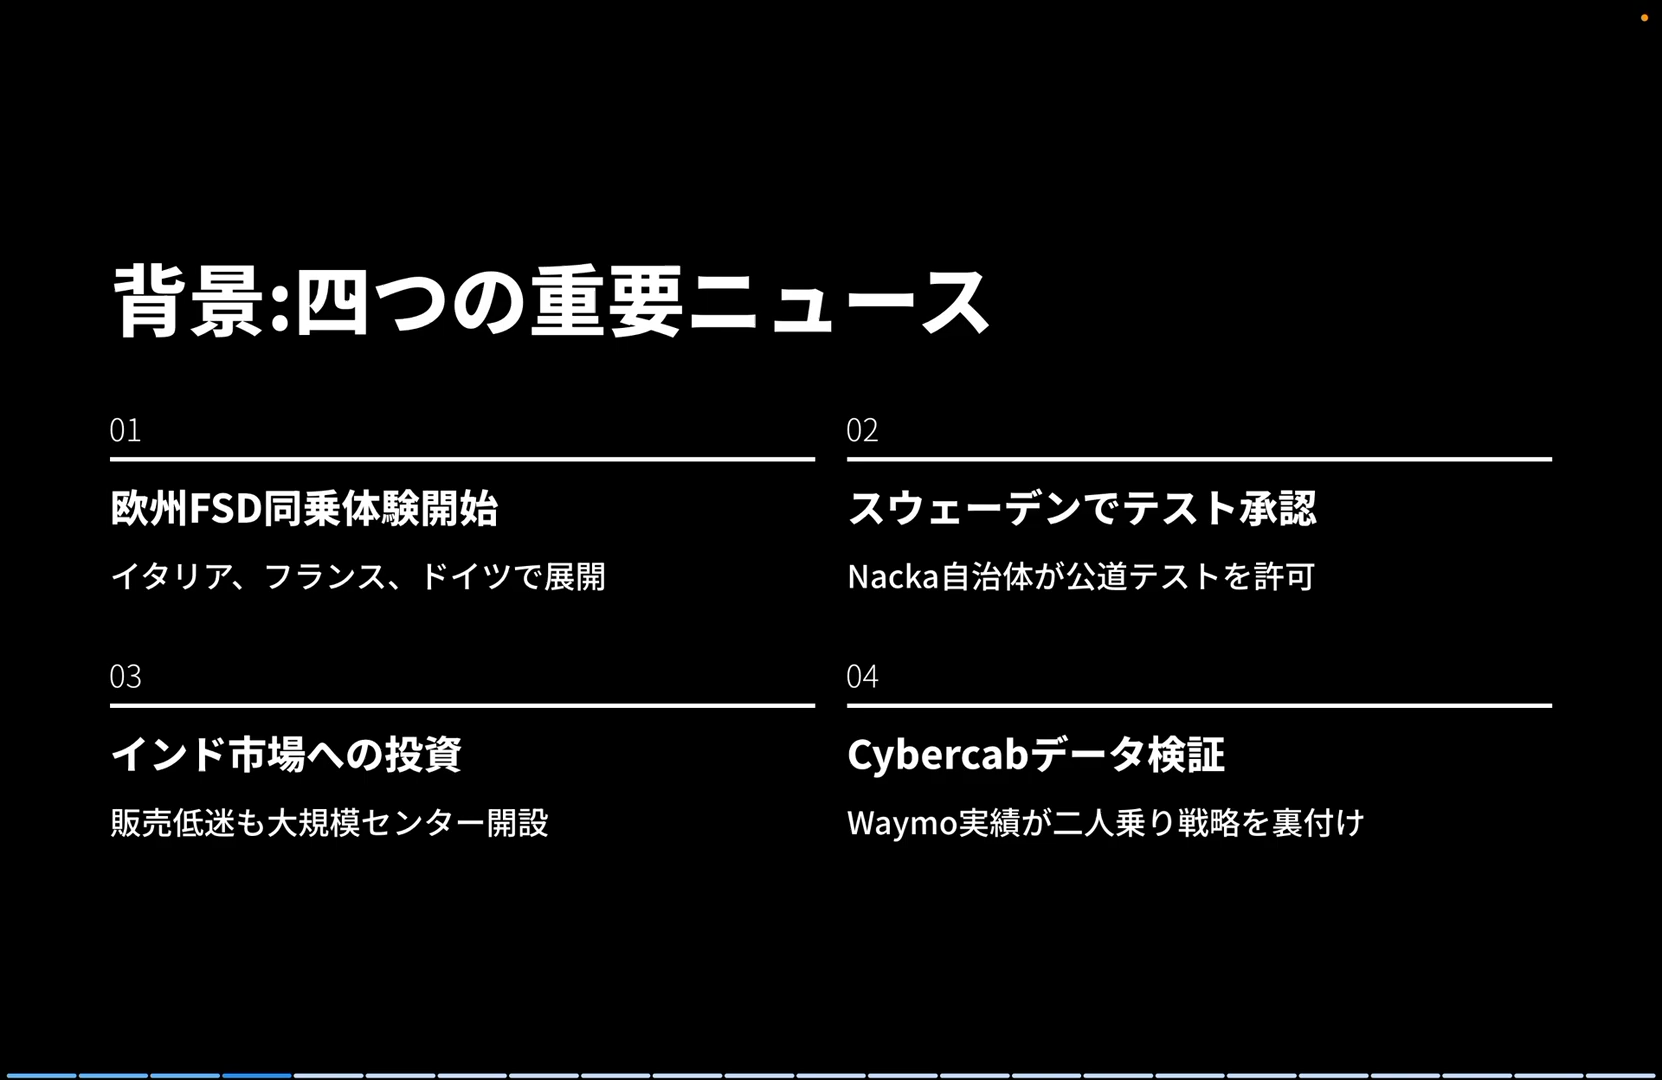 背景:四つの重要ニュース
01
欧州FSD同乗体験開始
イタリア、フランス、ドイツで展開
02
スウェーデンでテスト承認
Nacka自治体が公道テストを許可
03
インド市場への投資
販売低迷も大規模センター開設
04
Cybercabデータ検証
Waymo実績が二人乗り戦略を裏付け